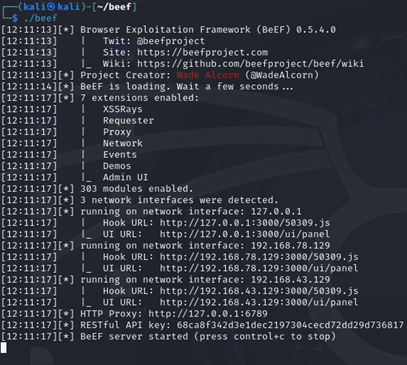 (kali㉿kali)-[~/beef]
$ ./beef
[12:11:13][*] Browser Exploitation Framework (BeEF) 0.5.4.0
[12:11:13]    |   Twit: @beefproject
[12:11:13]    |   Site: https://beefproject.com
[12:11:13]    |_  Wiki: https://github.com/beefproject/beef/wiki
[12:11:13][*] Project Creator: Wade Alcorn (@WadeAlcorn)
[12:11:14][*] BeEF is loading. Wait a few seconds...
[12:11:17][*] 7 extensions enabled:
[12:11:17]    |   XSSRays
[12:11:17]    |   Requester
[12:11:17]    |   Proxy
[12:11:17]    |   Network
[12:11:17]    |   Events
[12:11:17]    |   Demos
[12:11:17]    |_  Admin UI
[12:11:17][*] 303 modules enabled.
[12:11:17][*] 3 network interfaces were detected.
[12:11:17][*] running on network interface: 127.0.0.1
[12:11:17]    |   Hook URL: http://127.0.0.1:3000/50309.js
[12:11:17]    |_  UI URL:   http://127.0.0.1:3000/ui/panel
[12:11:17][*] running on network interface: 192.168.78.129
[12:11:17]    |   Hook URL: http://192.168.78.129:3000/50309.js
[12:11:17]    |_  UI URL:   http://192.168.78.129:3000/ui/panel
[12:11:17][*] running on network interface: 192.168.43.129
[12:11:17]    |   Hook URL: http://192.168.43.129:3000/50309.js
[12:11:17]    |_  UI URL:   http://192.168.43.129:3000/ui/panel
[12:11:17][*] HTTP Proxy: http://127.0.0.1:6789
[12:11:17][*] RESTful API key: 68ca8f342d3e1dec2197304cecd72dd29d736817
[12:11:17][*] BeEF server started (press control+c to stop)